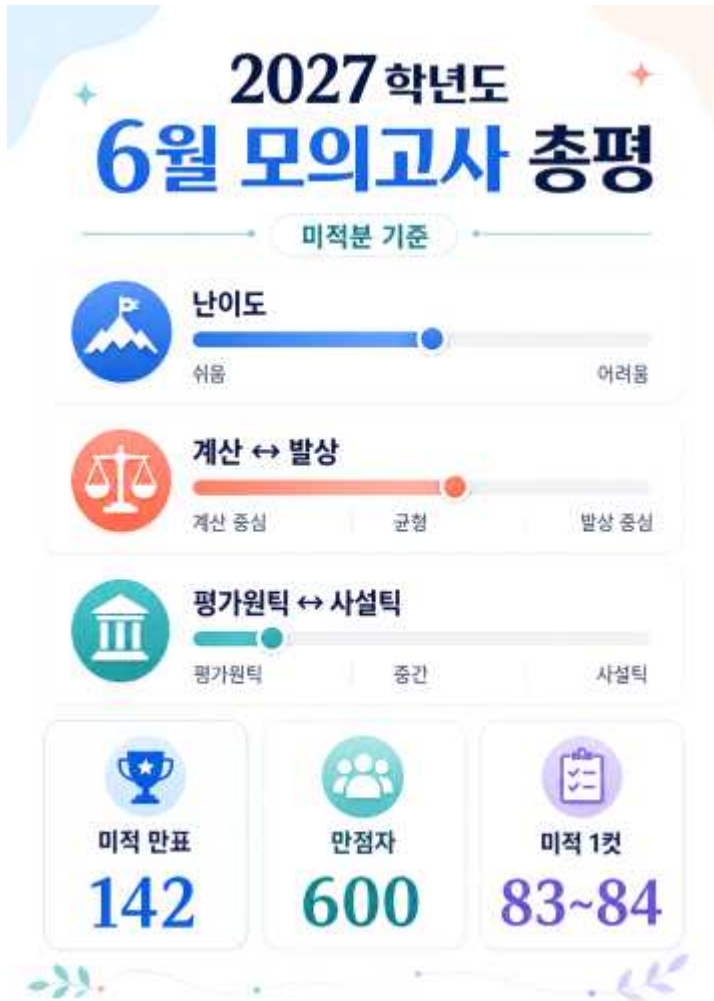 2027학년도
6월 모의고사 총평
미적분 기준
난이도
쉬움 어려움
계산 ↔ 발상
계산 중심 균형 발상 중심
평가원틱 ↔ 사설틱
평가원틱 중간 사설틱
미적 만표 만점자 미적 1컷
142 600 83~84